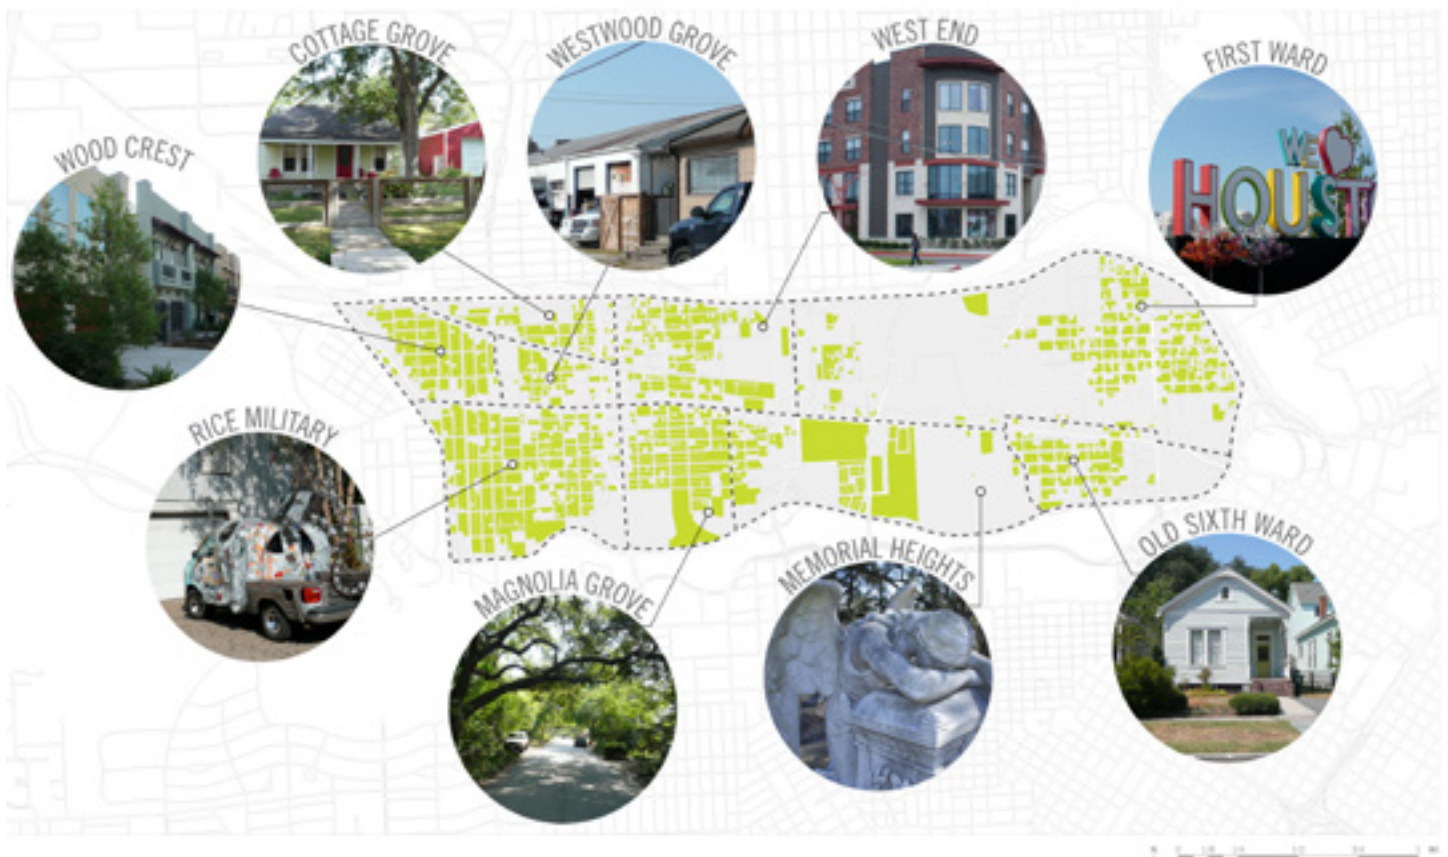 COTTAGE GROVE
WESTWOOD GROVE
WEST END
FIRST WARD
WOOD CREST
WE
HOUST
RICE MILITARY
MAGNOLIA GROVE
MEMORIAL HEIGHTS
OLD SIXTH WARD